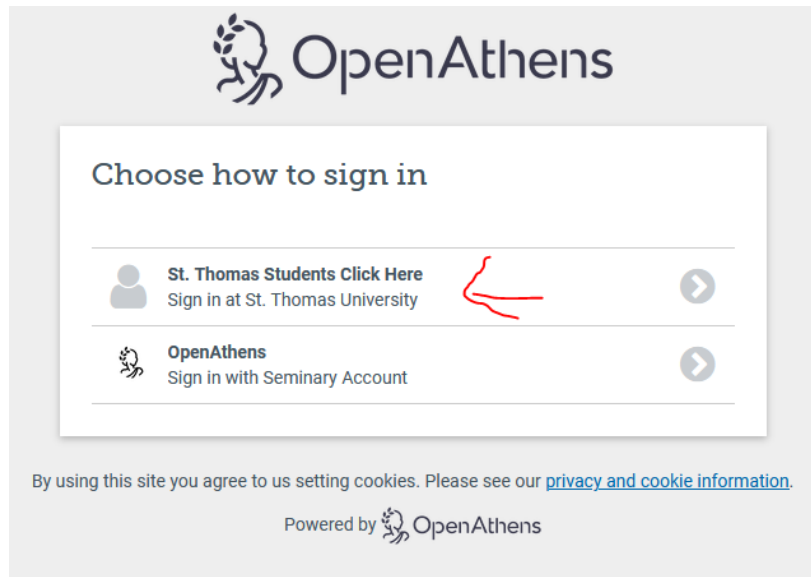 OpenAthens
Choose how to sign in
St. Thomas Students Click Here
Sign in at St. Thomas University
OpenAthens
Sign in with Seminary Account
By using this site you agree to us setting cookies. Please see our privacy and cookie information.
Powered by OpenAthens